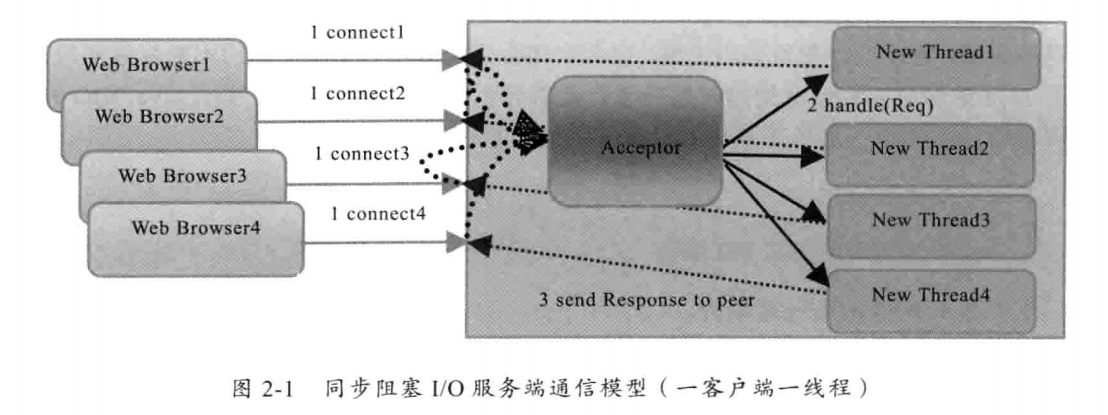 1 connect1
New Thread1
Web Browser1
1 connect2
2 handle(Req)
Web Browser2
1 connect3
Acceptor
New Thread2
Web Browser3
1 connect4
New Thread3
Web Browser4
3 send Response to peer
New Thread4
图 2-1 同步阻塞 I/O 服务端通信模型（一客户端一线程）